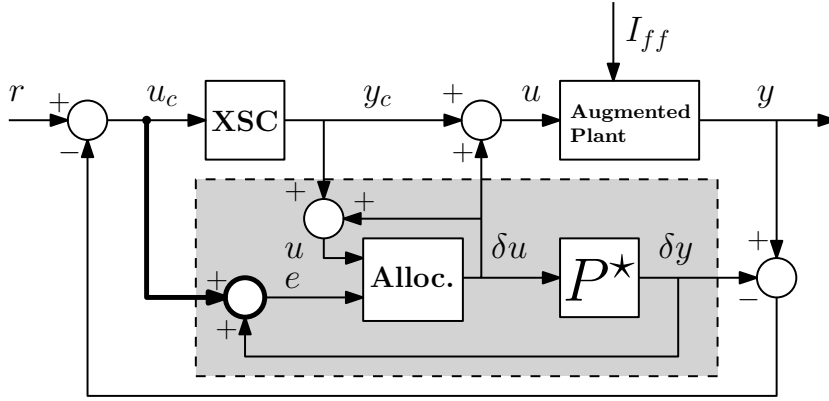 I_{ff}
r
+
−
u_c
XSC
y_c
+
+
u
Augmented
Plant
y
+
+
+
−
u
Alloc.
δu
P^⋆
δy
+
e
+